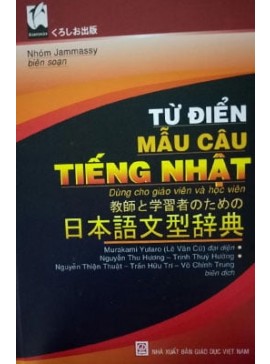 くろしお出版
Nhóm Jammassy
biên soạn
TỪ ĐIỂN
MẪU CÂU
TIẾNG NHẬT
Dùng cho giáo viên và học viên
教師と学習者のための
日本語文型辞典
Murakami Yutaro (Lê Văn Cử) đại diện
Nguyễn Thu Hương – Trịnh Thuý Hường
Nguyễn Thiện Thuật – Trần Hữu Trí – Võ Chính Trung
biên dịch
NHÀ XUẤT BẢN GIÁO DỤC VIỆT NAM